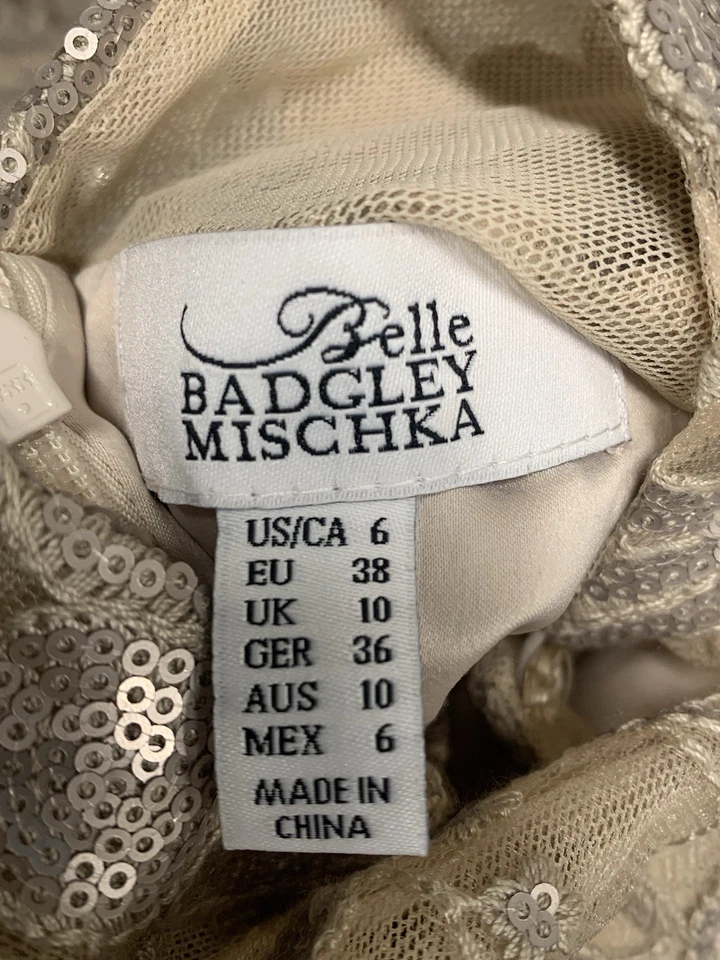 Belle
BADGLEY
MISCHKA
US/CA 6
EU 38
UK 10
GER 36
AUS 10
MEX 6
MADE IN
CHINA